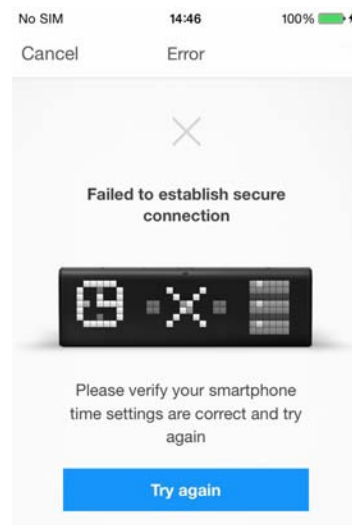 No SIM 14:46 100%
Cancel Error
Failed to establish secure
connection
Please verify your smartphone
time settings are correct and try
again
Try again